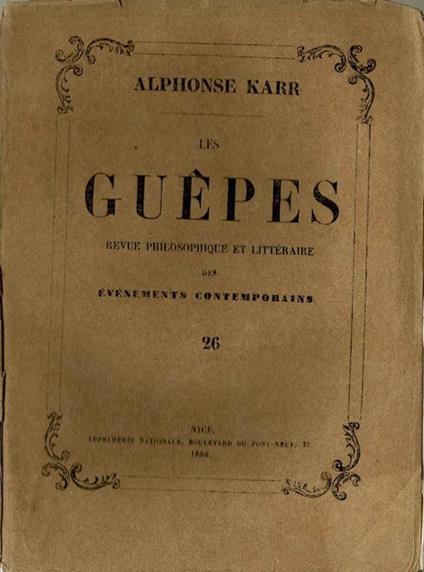 ALPHONSE KARR
LES
GUÊPES
REVUE PHILOSOPHIQUE ET LITTÉRAIRE
DES
ÉVÉNEMENTS CONTEMPORAINS
26
NICE,
IMPRIMERIE NATIONALE, BOULEVARD DU PONT-NEUF,